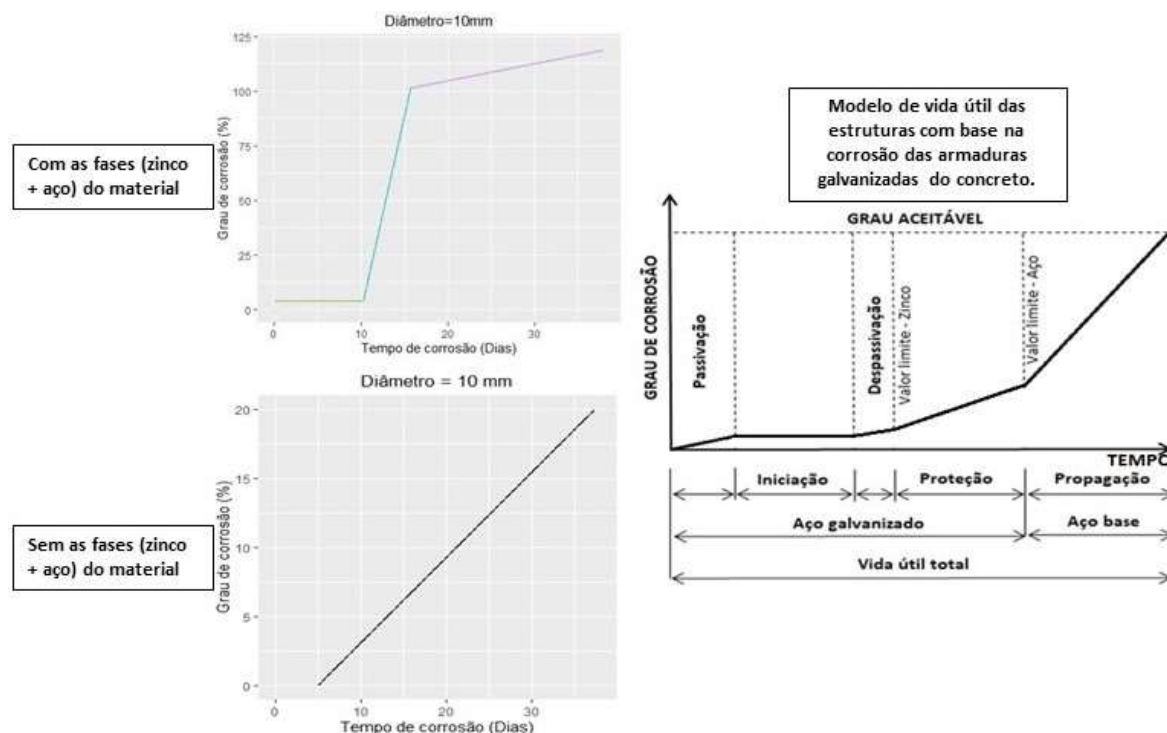 Diâmetro=10mm
125
100
75
50
25
0
Grau de corrosão (%)
0
10
20
30
Tempo de corrosão (Dias)
Com as fases (zinco
+ aço) do material
Diâmetro = 10 mm
20
15
10
5
0
Grau de corrosão (%)
0
10
20
30
Tempo de corrosão (Dias)
Sem as fases (zinco
+ aço) do material
Modelo de vida útil das
estruturas com base na
corrosão das armaduras
galvanizadas do concreto.
GRAU ACEITÁVEL
GRAU DE CORROSÃO
Passivação
Despassivação
Valor limite - Zinco
Valor limite - Aço
TEMPO
Iniciação
Proteção
Propagação
Aço galvanizado
Aço base
Vida útil total